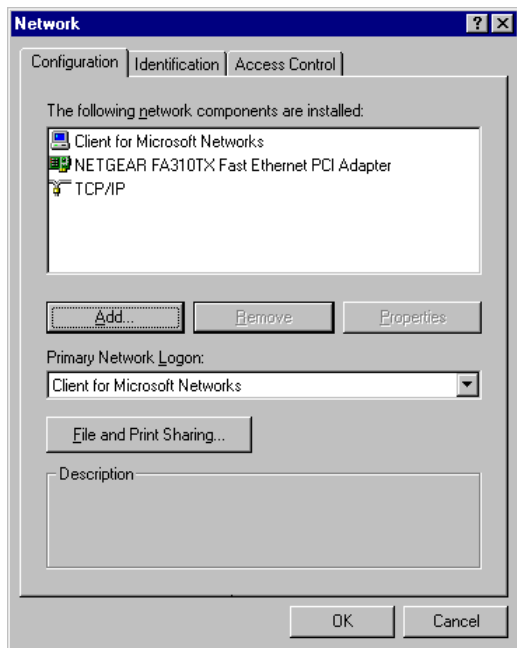 Network
Configuration Identification Access Control
The following network components are installed:
Client for Microsoft Networks
NETGEAR FA310TX Fast Ethernet PCI Adapter
TCP/IP
Add... Remove Properties
Primary Network Logon:
Client for Microsoft Networks
File and Print Sharing...
Description
OK Cancel